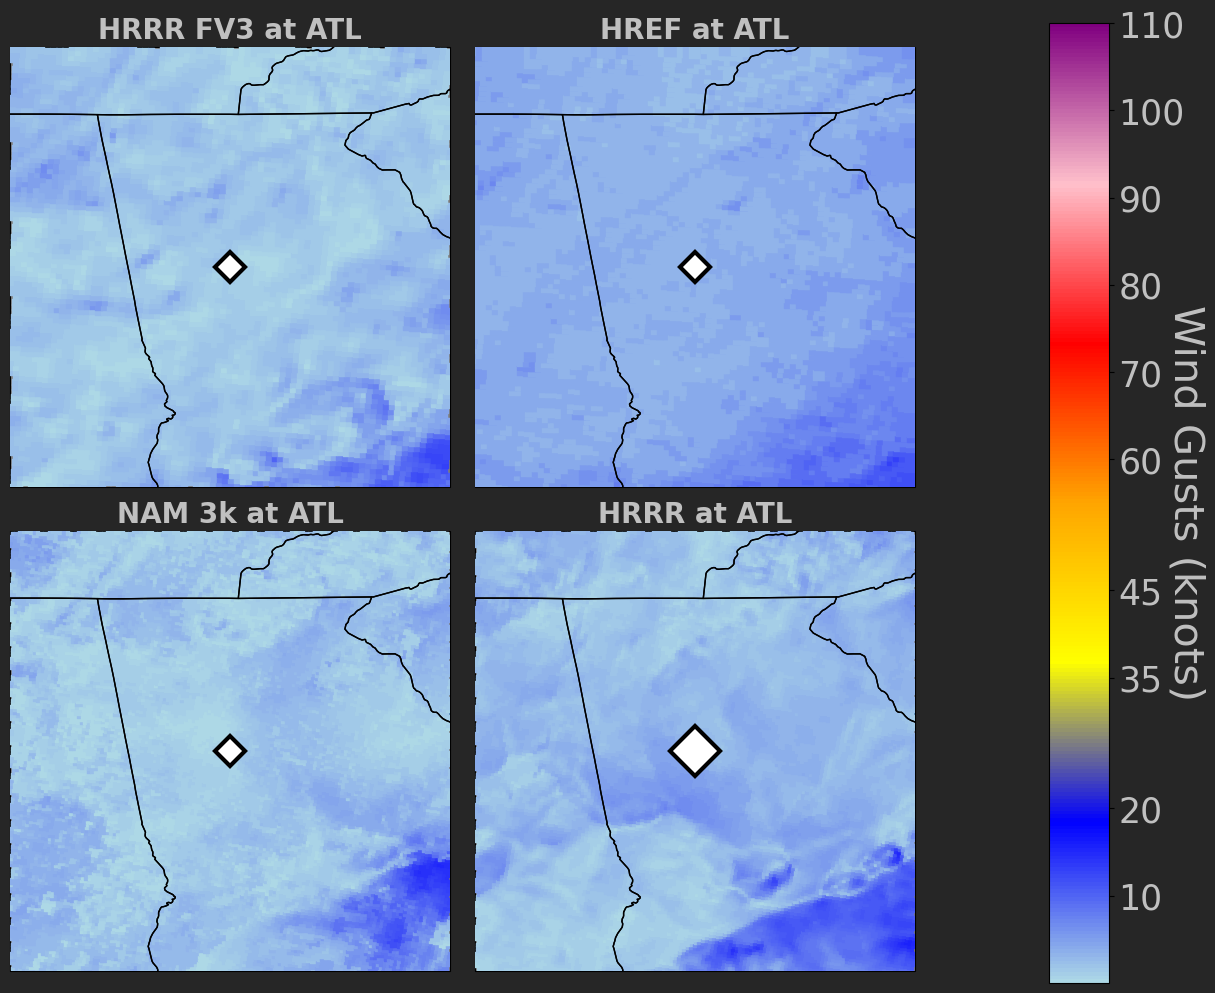 HRRR FV3 at ATL
HREF at ATL
NAM 3k at ATL
HRRR at ATL
110
100
90
80
70
60
45
35
20
10
Wind Gusts (knots)